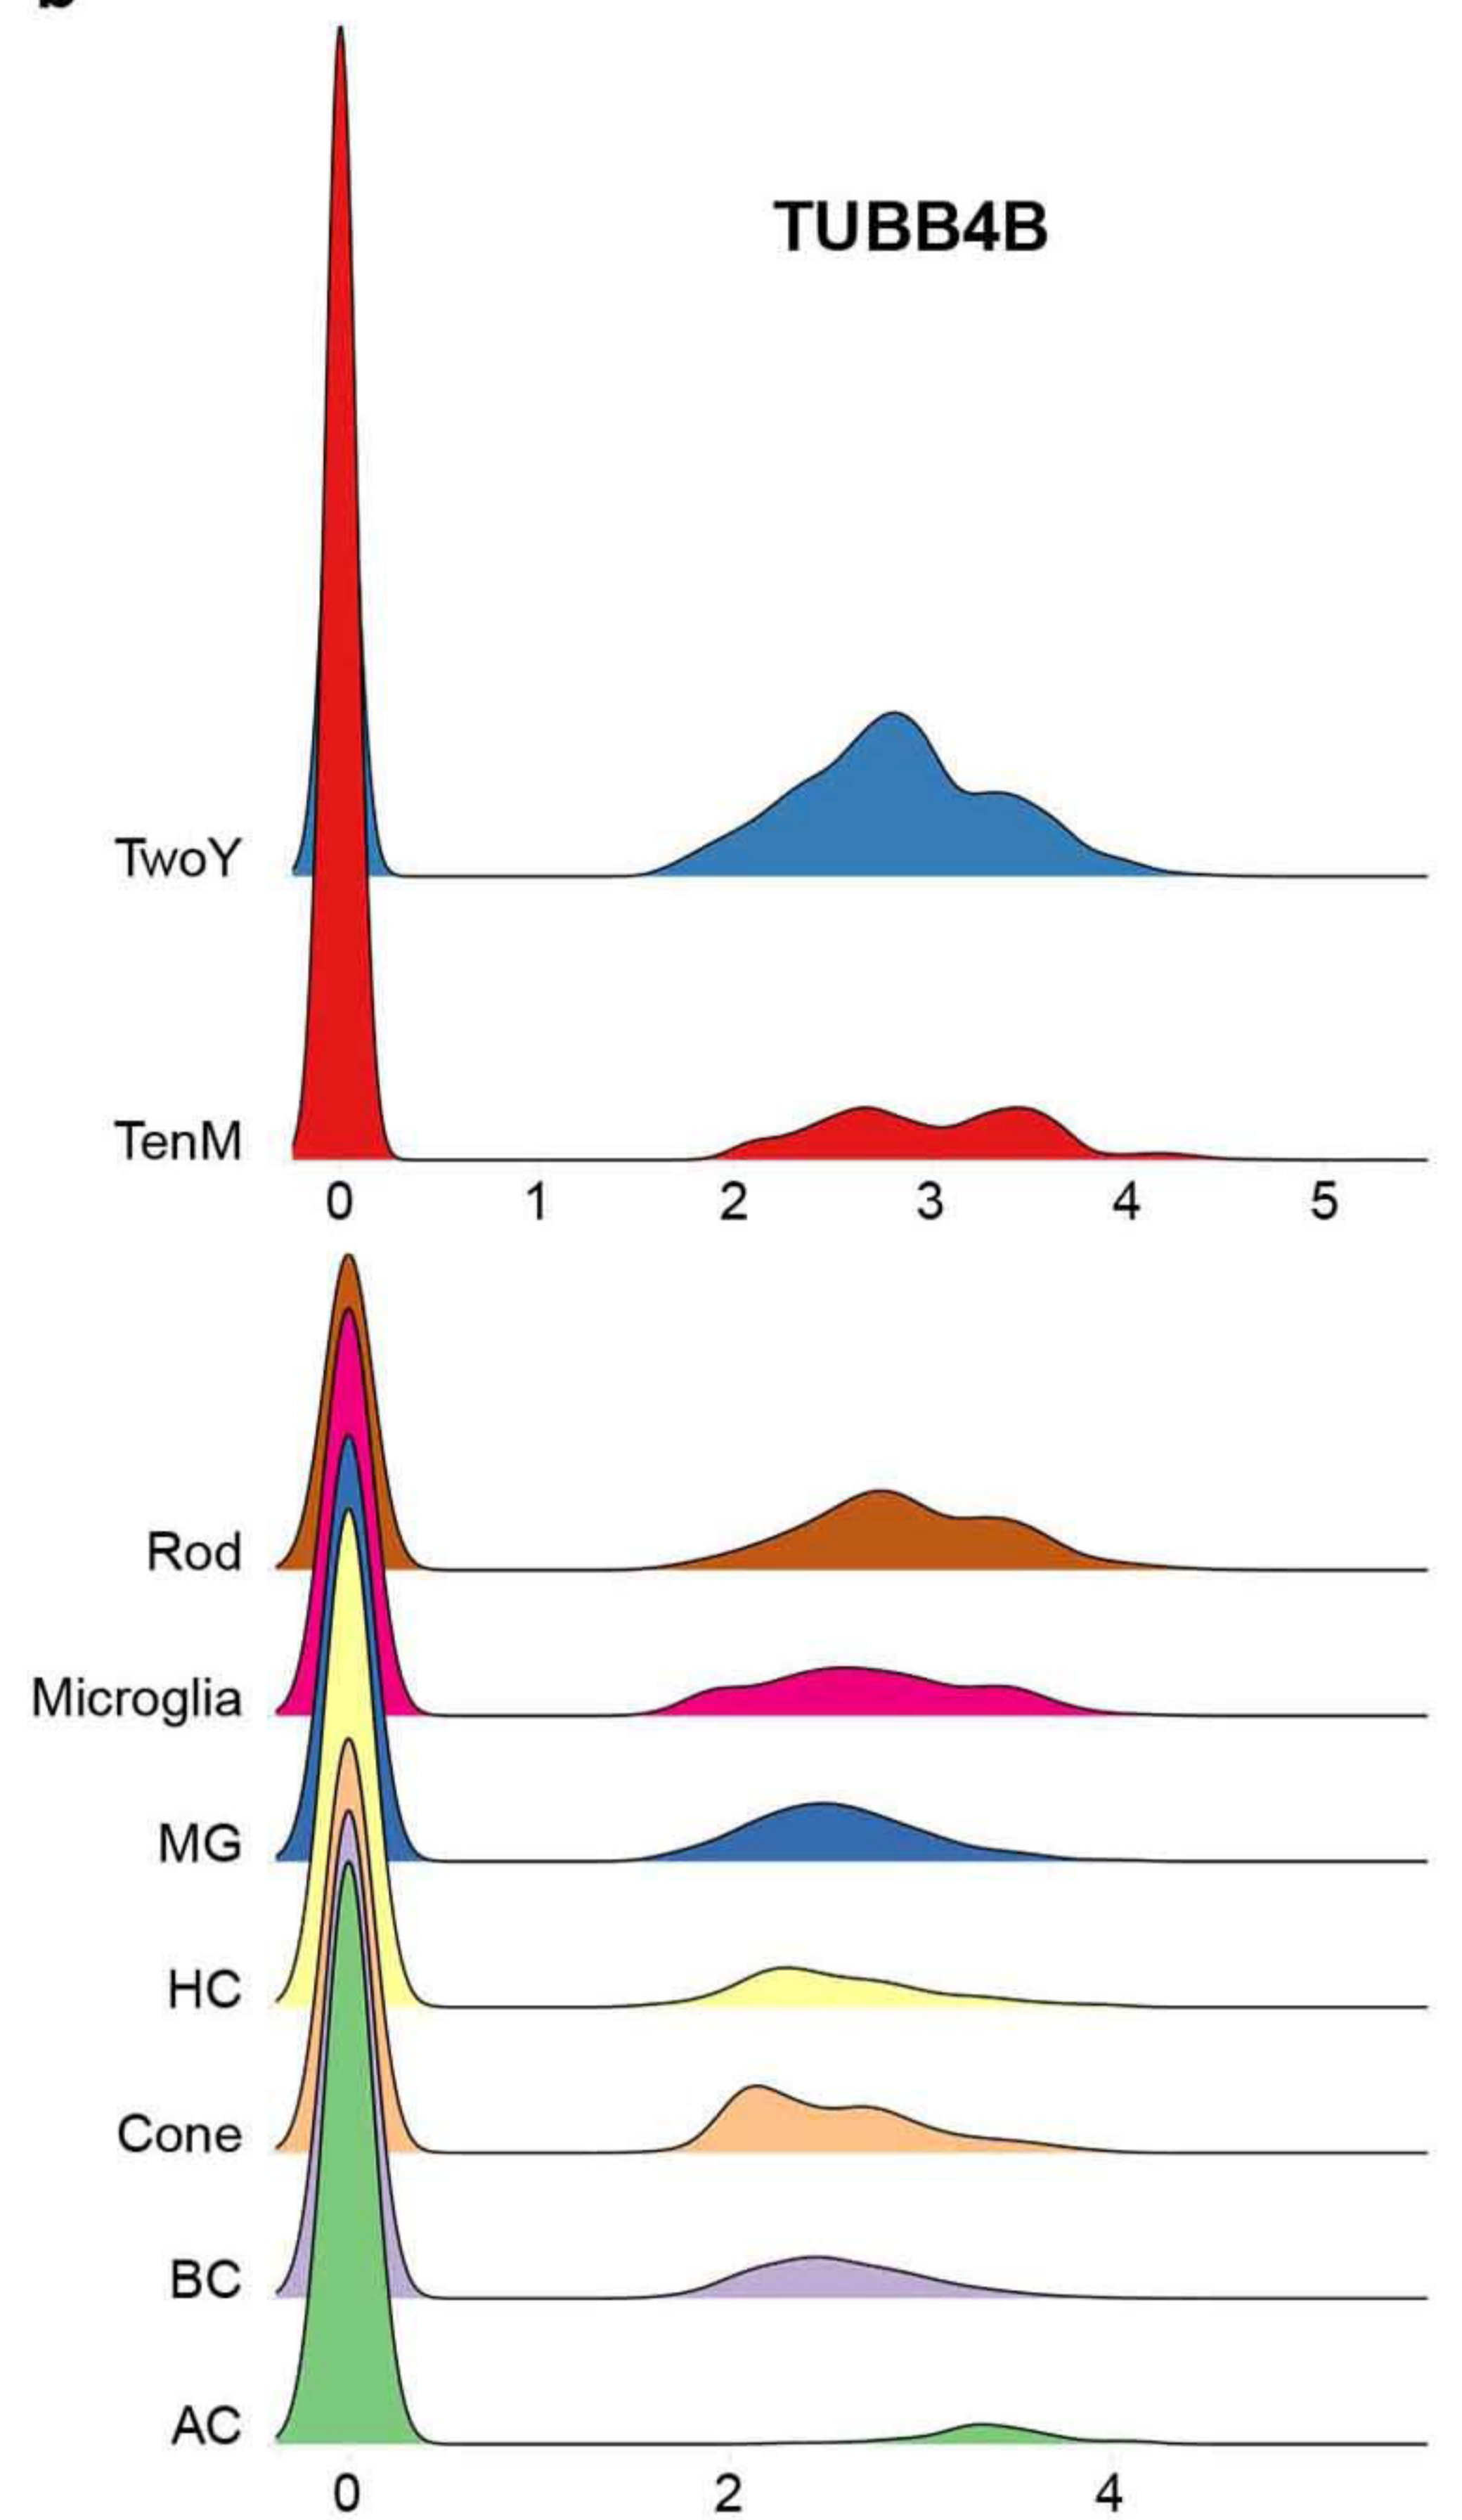 b
TUBB4B
TwoY
TenM
0 1 2 3 4 5
Rod
Microglia
MG
HC
Cone
BC
AC
0 2 4